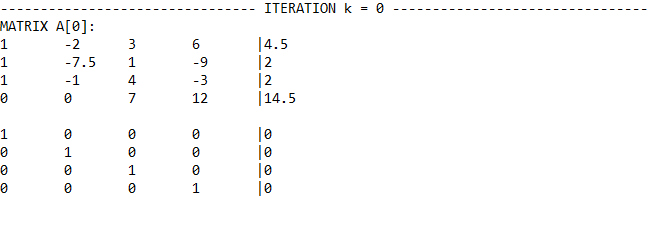 -------------------------------- ITERATION k = 0 --------------------------------
MATRIX A[0]:
1       -2      3       6       |4.5
1       -7.5    1       -9      |2
1       -1      4       -3      |2
0       0       7       12      |14.5
1       0       0       0       |0
0       1       0       0       |0
0       0       1       0       |0
0       0       0       1       |0